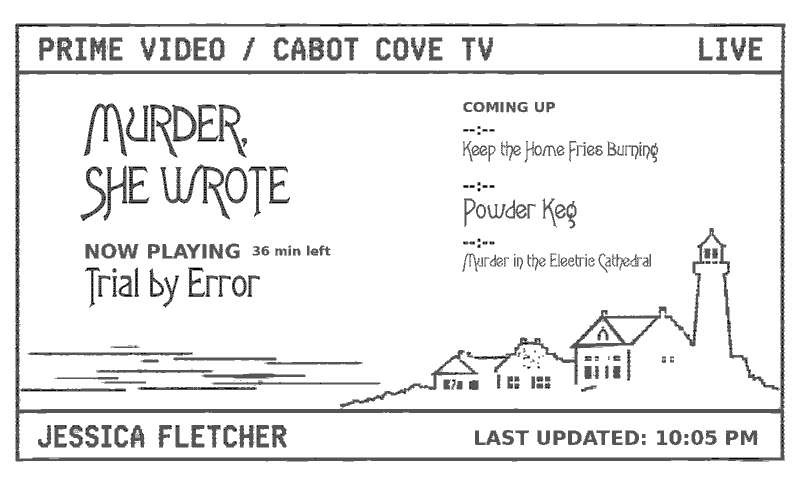 PRIME VIDEO / CABOT COVE TV
LIVE
MURDER,
SHE WROTE
NOW PLAYING 36 min left
Trial by Error
COMING UP
--:--
Keep the Home Fries Burning
--:--
Powder Keg
--:--
Murder in the Electric Cathedral
JESSICA FLETCHER
LAST UPDATED: 10:05 PM